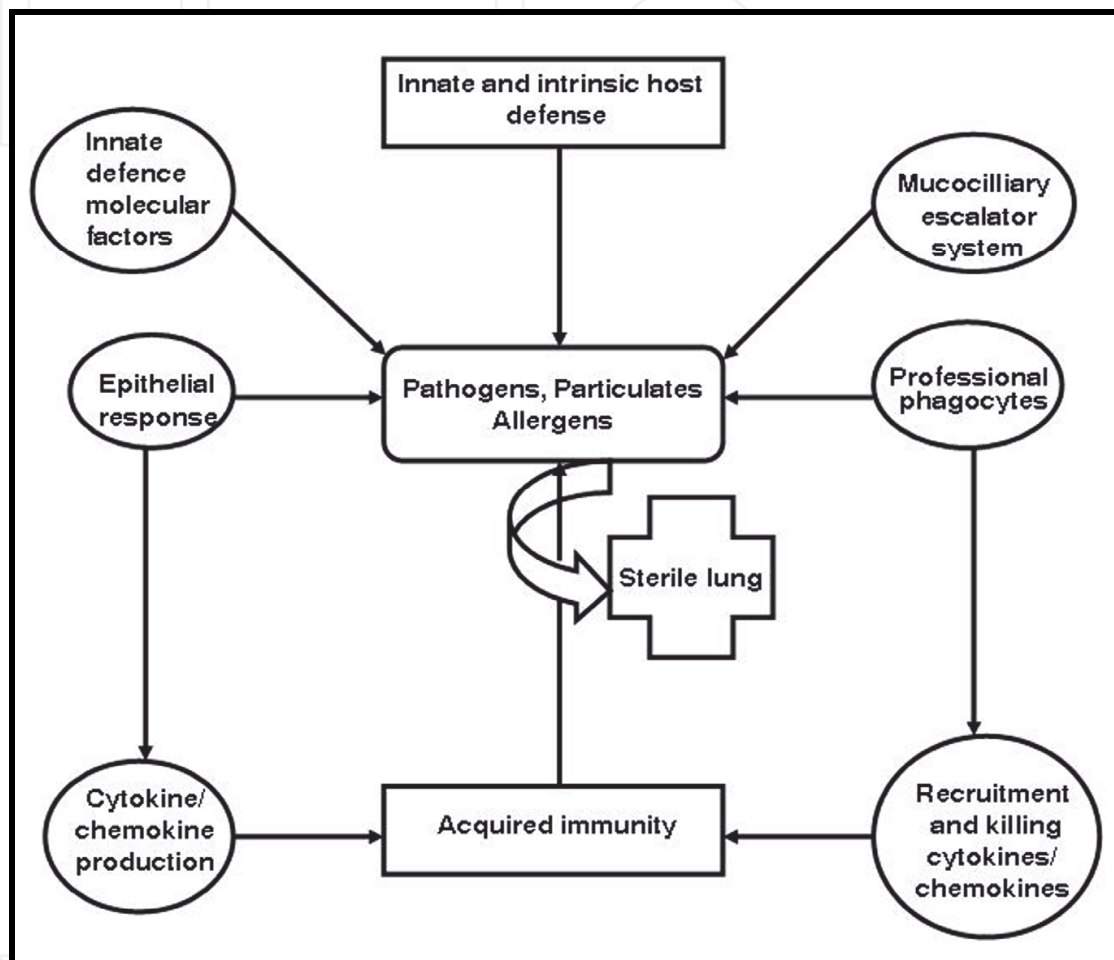 Innate and intrinsic host
defense
Innate
defence
molecular
factors
Mucocilliary
escalator
system
Epithelial
response
Pathogens, Particulates
Allergens
Professional
phagocytes
Sterile lung
Cytokine/
chemokine
production
Acquired immunity
Recruitment
and killing
cytokines/
chemokines